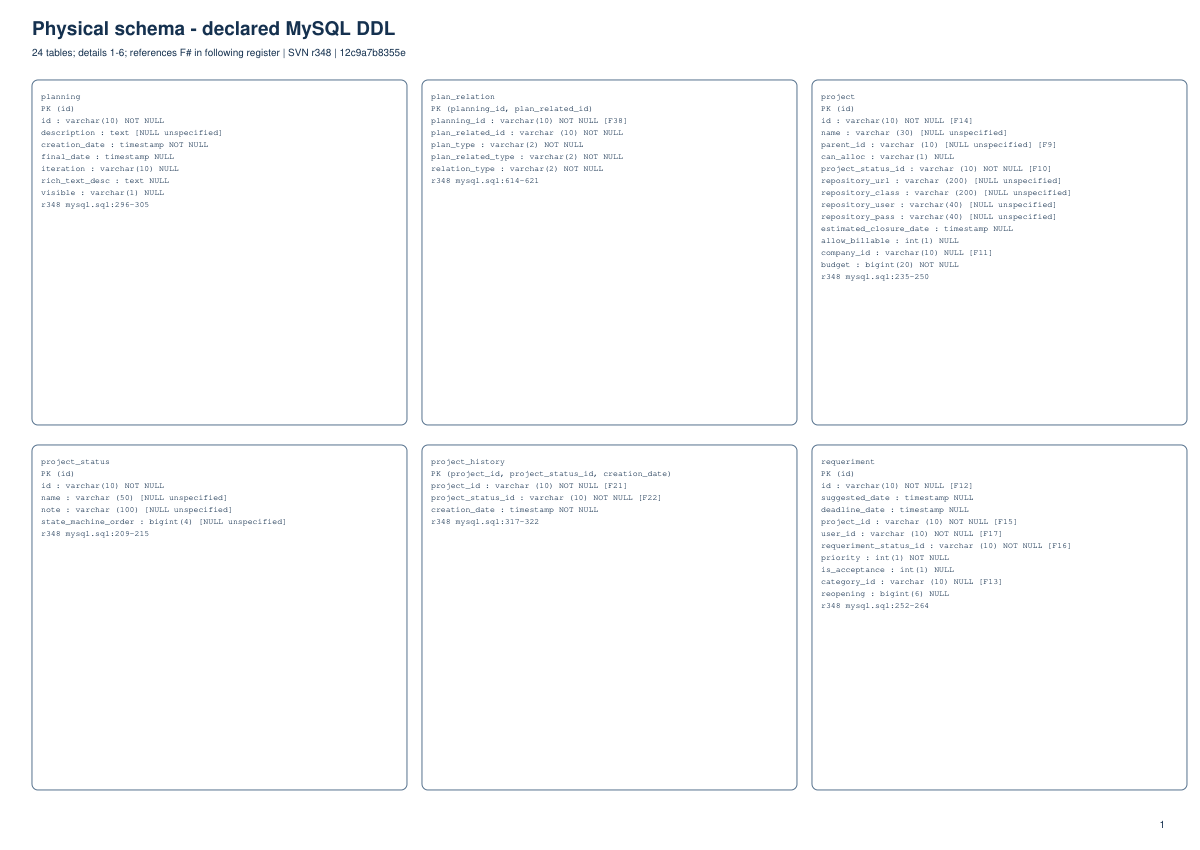 Physical schema - declared MySQL DDL
24 tables; details 1-6; references F# in following register | SVN r348 | 12c9a7b8355e
planning
PK (id)
id : varchar(10) NOT NULL
description : text [NULL unspecified]
creation_date : timestamp NOT NULL
final_date : timestamp NULL
iteration : varchar(10) NULL
rich_text_desc : text NULL
visible : varchar(1) NULL
r348 mysql.sql:296-305
plan_relation
PK (planning_id, plan_related_id)
planning_id : varchar(10) NOT NULL [F38]
plan_related_id : varchar (10) NOT NULL
plan_type : varchar(2) NOT NULL
plan_related_type : varchar(2) NOT NULL
relation_type : varchar(2) NOT NULL
r348 mysql.sql:614-621
project
PK (id)
id : varchar(10) NOT NULL [F14]
name : varchar (30) [NULL unspecified]
parent_id : varchar (10) [NULL unspecified] [F9]
can_alloc : varchar(1) NULL
project_status_id : varchar (10) NOT NULL [F10]
repository_url : varchar (200) [NULL unspecified]
repository_class : varchar (200) [NULL unspecified]
repository_user : varchar(40) [NULL unspecified]
repository_pass : varchar(40) [NULL unspecified]
estimated_closure_date : timestamp NULL
allow_billable : int(1) NULL
company_id : varchar(10) NULL [F11]
budget : bigint(20) NOT NULL
r348 mysql.sql:235-250
project_status
PK (id)
id : varchar(10) NOT NULL
name : varchar (50) [NULL unspecified]
note : varchar (100) [NULL unspecified]
state_machine_order : bigint(4) [NULL unspecified]
r348 mysql.sql:209-215
project_history
PK (project_id, project_status_id, creation_date)
project_id : varchar (10) NOT NULL [F21]
project_status_id : varchar (10) NOT NULL [F22]
creation_date : timestamp NOT NULL
r348 mysql.sql:317-322
requeriment
PK (id)
id : varchar(10) NOT NULL [F12]
suggested_date : timestamp NULL
deadline_date : timestamp NULL
project_id : varchar (10) NOT NULL [F15]
user_id : varchar (10) NOT NULL [F17]
requeriment_status_id : varchar (10) NOT NULL [F16]
priority : int(1) NOT NULL
is_acceptance : int(1) NULL
category_id : varchar (10) NULL [F13]
reopening : bigint(6) NULL
r348 mysql.sql:252-264
1